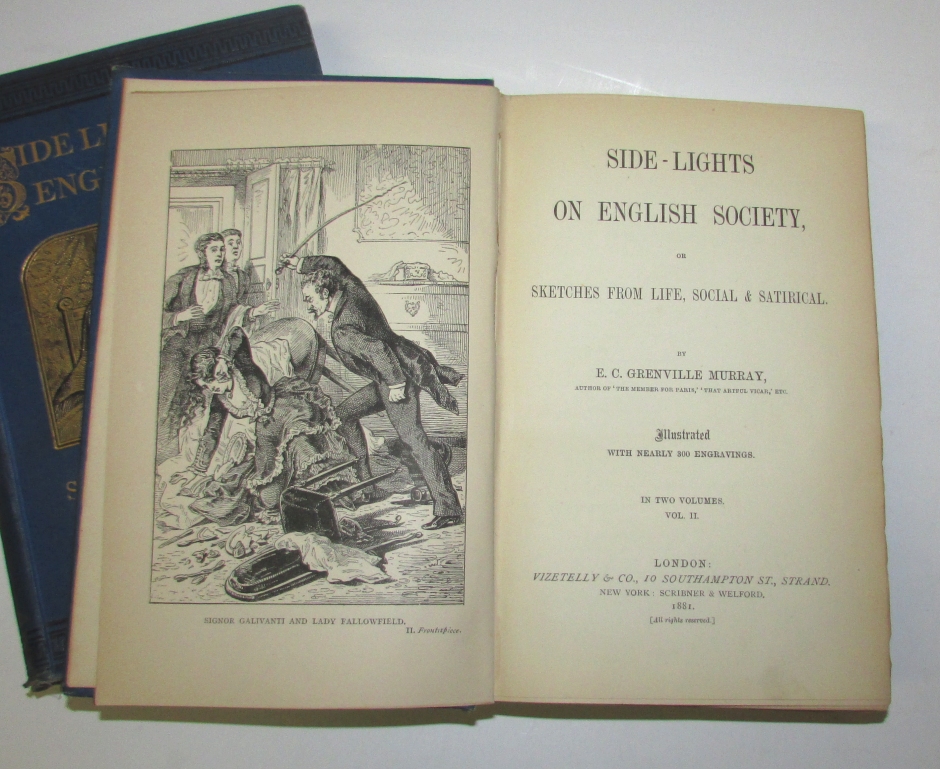 SIDE
ENG
S
SIGNOR GALIVANTI AND LADY FALLOWFIELD.
II. Frontispiece.
SIDE-LIGHTS
ON ENGLISH SOCIETY,
OR
SKETCHES FROM LIFE, SOCIAL & SATIRICAL.
BY
E. C. GRENVILLE MURRAY,
AUTHOR OF 'THE MEMBER FOR PARIS,' 'THAT ARTFUL VICAR,' ETC.
Illustrated
WITH NEARLY 300 ENGRAVINGS.
IN TWO VOLUMES.
VOL. II.
LONDON:
VIZETELLY & CO., 10 SOUTHAMPTON ST., STRAND.
NEW YORK: SCRIBNER & WELFORD.
1881.
[All rights reserved.]